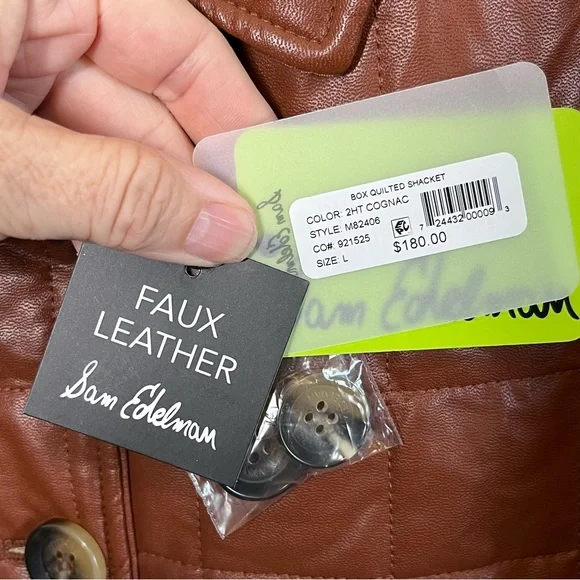 BOX QUILTED SHACKET
COLOR: 2HT COGNAC
STYLE: M82406
CO#: 921525
SIZE: L
$180.00
7 24432 00009 3
Sam Edelman
FAUX
LEATHER
Sam Edelman